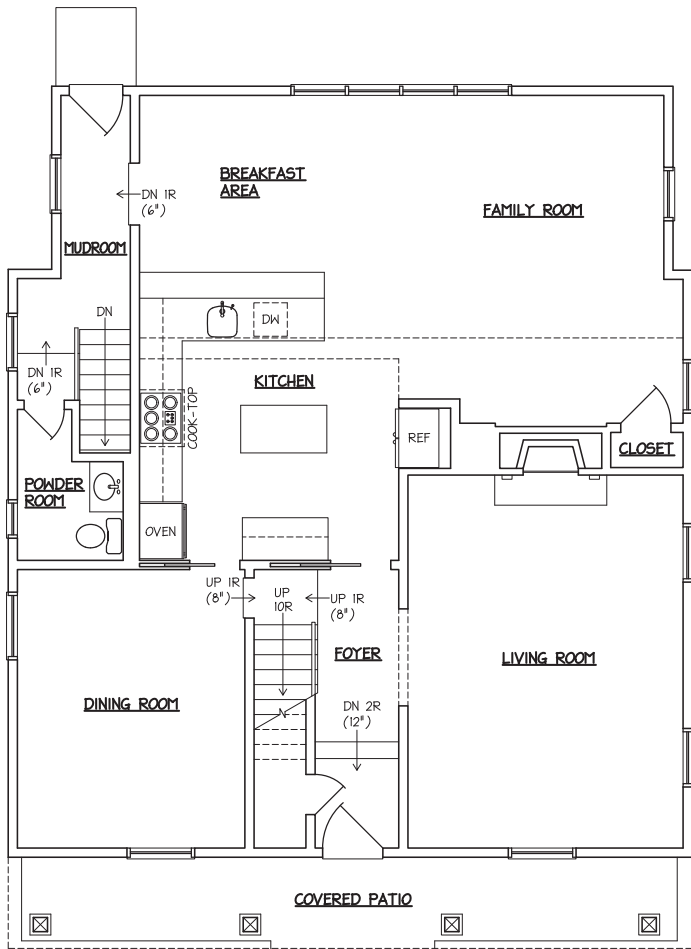 BREAKFAST
AREA
DN 1R
(6")
FAMILY ROOM
MUDROOM
DN
DW
DN 1R
(6")
KITCHEN
COOK-TOP
REF
CLOSET
POWDER
ROOM
OVEN
UP 1R
(8")
UP
10R
UP 1R
(8")
FOYER
LIVING ROOM
DINING ROOM
DN 2R
(12")
COVERED PATIO